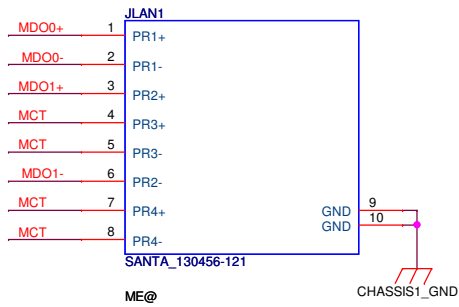 JLAN1
MDO0+ 1 PR1+
MDO0- 2 PR1-
MDO1+ 3 PR2+
MCT 4 PR3+
MCT 5 PR3-
MDO1- 6 PR2-
MCT 7 PR4+
GND 9
MCT 8 PR4-
GND 10
SANTA_130456-121
CHASSIS1_GND
ME@